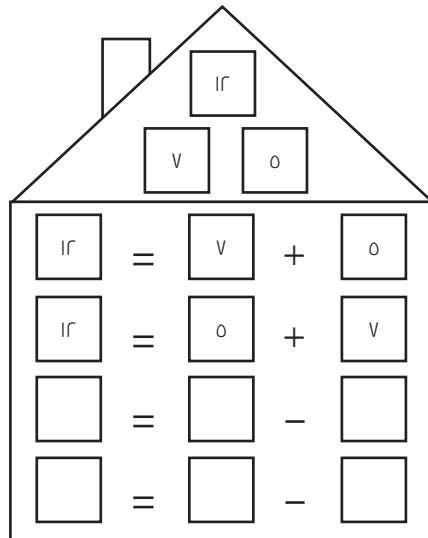 ١٢
٥ ٧
٥ + ٧ = ١٢
٧ + ٥ = ١٢
− =
− =